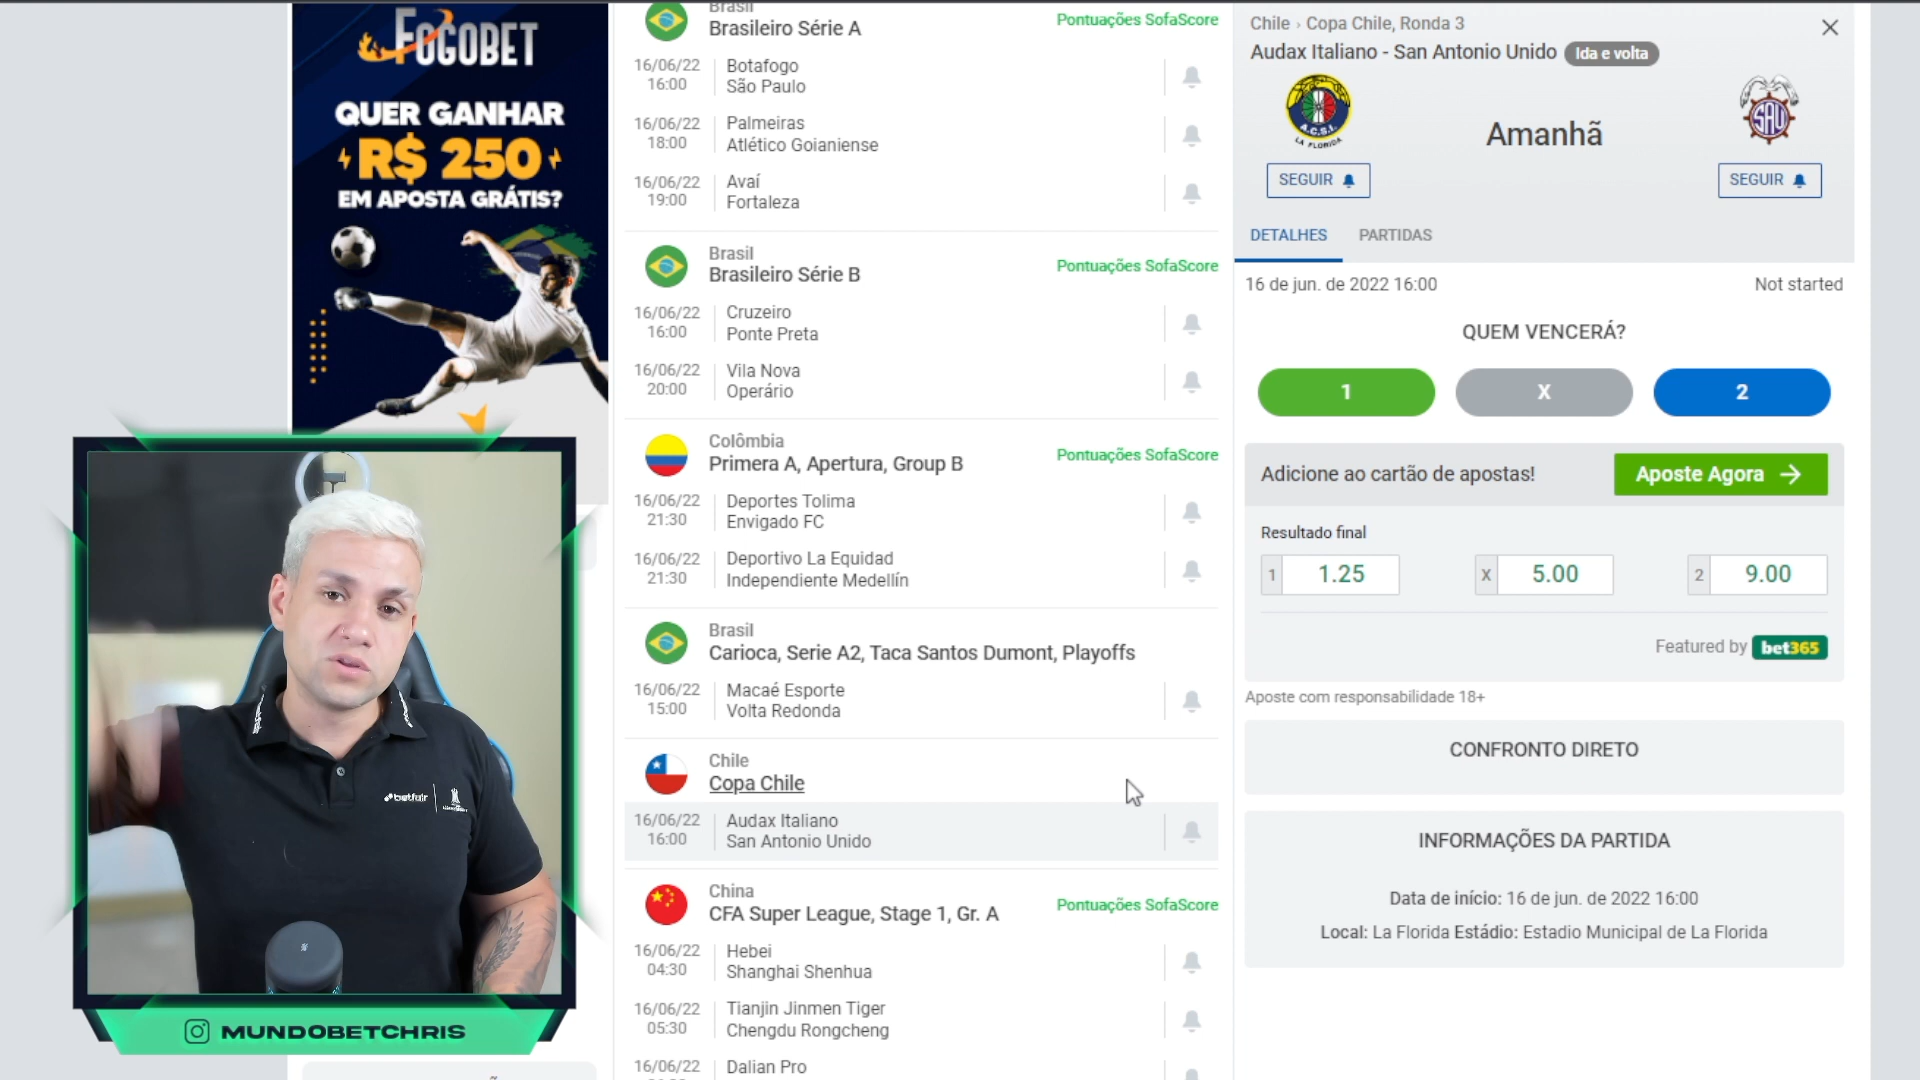 FOGOBET
QUER GANHAR
R$ 250
EM APOSTA GRÁTIS?
betfair
MUNDOBETCHRIS
Brasil
Brasileiro Série A
Pontuações SofaScore
16/06/22
16:00
Botafogo
São Paulo
16/06/22
18:00
Palmeiras
Atlético Goianiense
16/06/22
19:00
Avaí
Fortaleza
Brasil
Brasileiro Série B
Pontuações SofaScore
16/06/22
16:00
Cruzeiro
Ponte Preta
16/06/22
20:00
Vila Nova
Operário
Colômbia
Primera A, Apertura, Group B
Pontuações SofaScore
16/06/22
21:30
Deportes Tolima
Envigado FC
16/06/22
21:30
Deportivo La Equidad
Independiente Medellín
Brasil
Carioca, Serie A2, Taca Santos Dumont, Playoffs
16/06/22
15:00
Macaé Esporte
Volta Redonda
Chile
Copa Chile
16/06/22
16:00
Audax Italiano
San Antonio Unido
China
CFA Super League, Stage 1, Gr. A
Pontuações SofaScore
16/06/22
04:30
Hebei
Shanghai Shenhua
16/06/22
05:30
Tianjin Jinmen Tiger
Chengdu Rongcheng
16/06/22
Dalian Pro
Chile › Copa Chile, Ronda 3
Audax Italiano - San Antonio Unido Ida e volta
A.C.S.I.
LA FLORIDA
Amanhã
SAU
SEGUIR
SEGUIR
DETALHES PARTIDAS
16 de jun. de 2022 16:00
Not started
QUEM VENCERÁ?
1 X 2
Adicione ao cartão de apostas!
Aposte Agora →
Resultado final
1 1.25 X 5.00 2 9.00
Featured by bet365
Aposte com responsabilidade 18+
CONFRONTO DIRETO
INFORMAÇÕES DA PARTIDA
Data de início: 16 de jun. de 2022 16:00
Local: La Florida Estádio: Estadio Municipal de La Florida